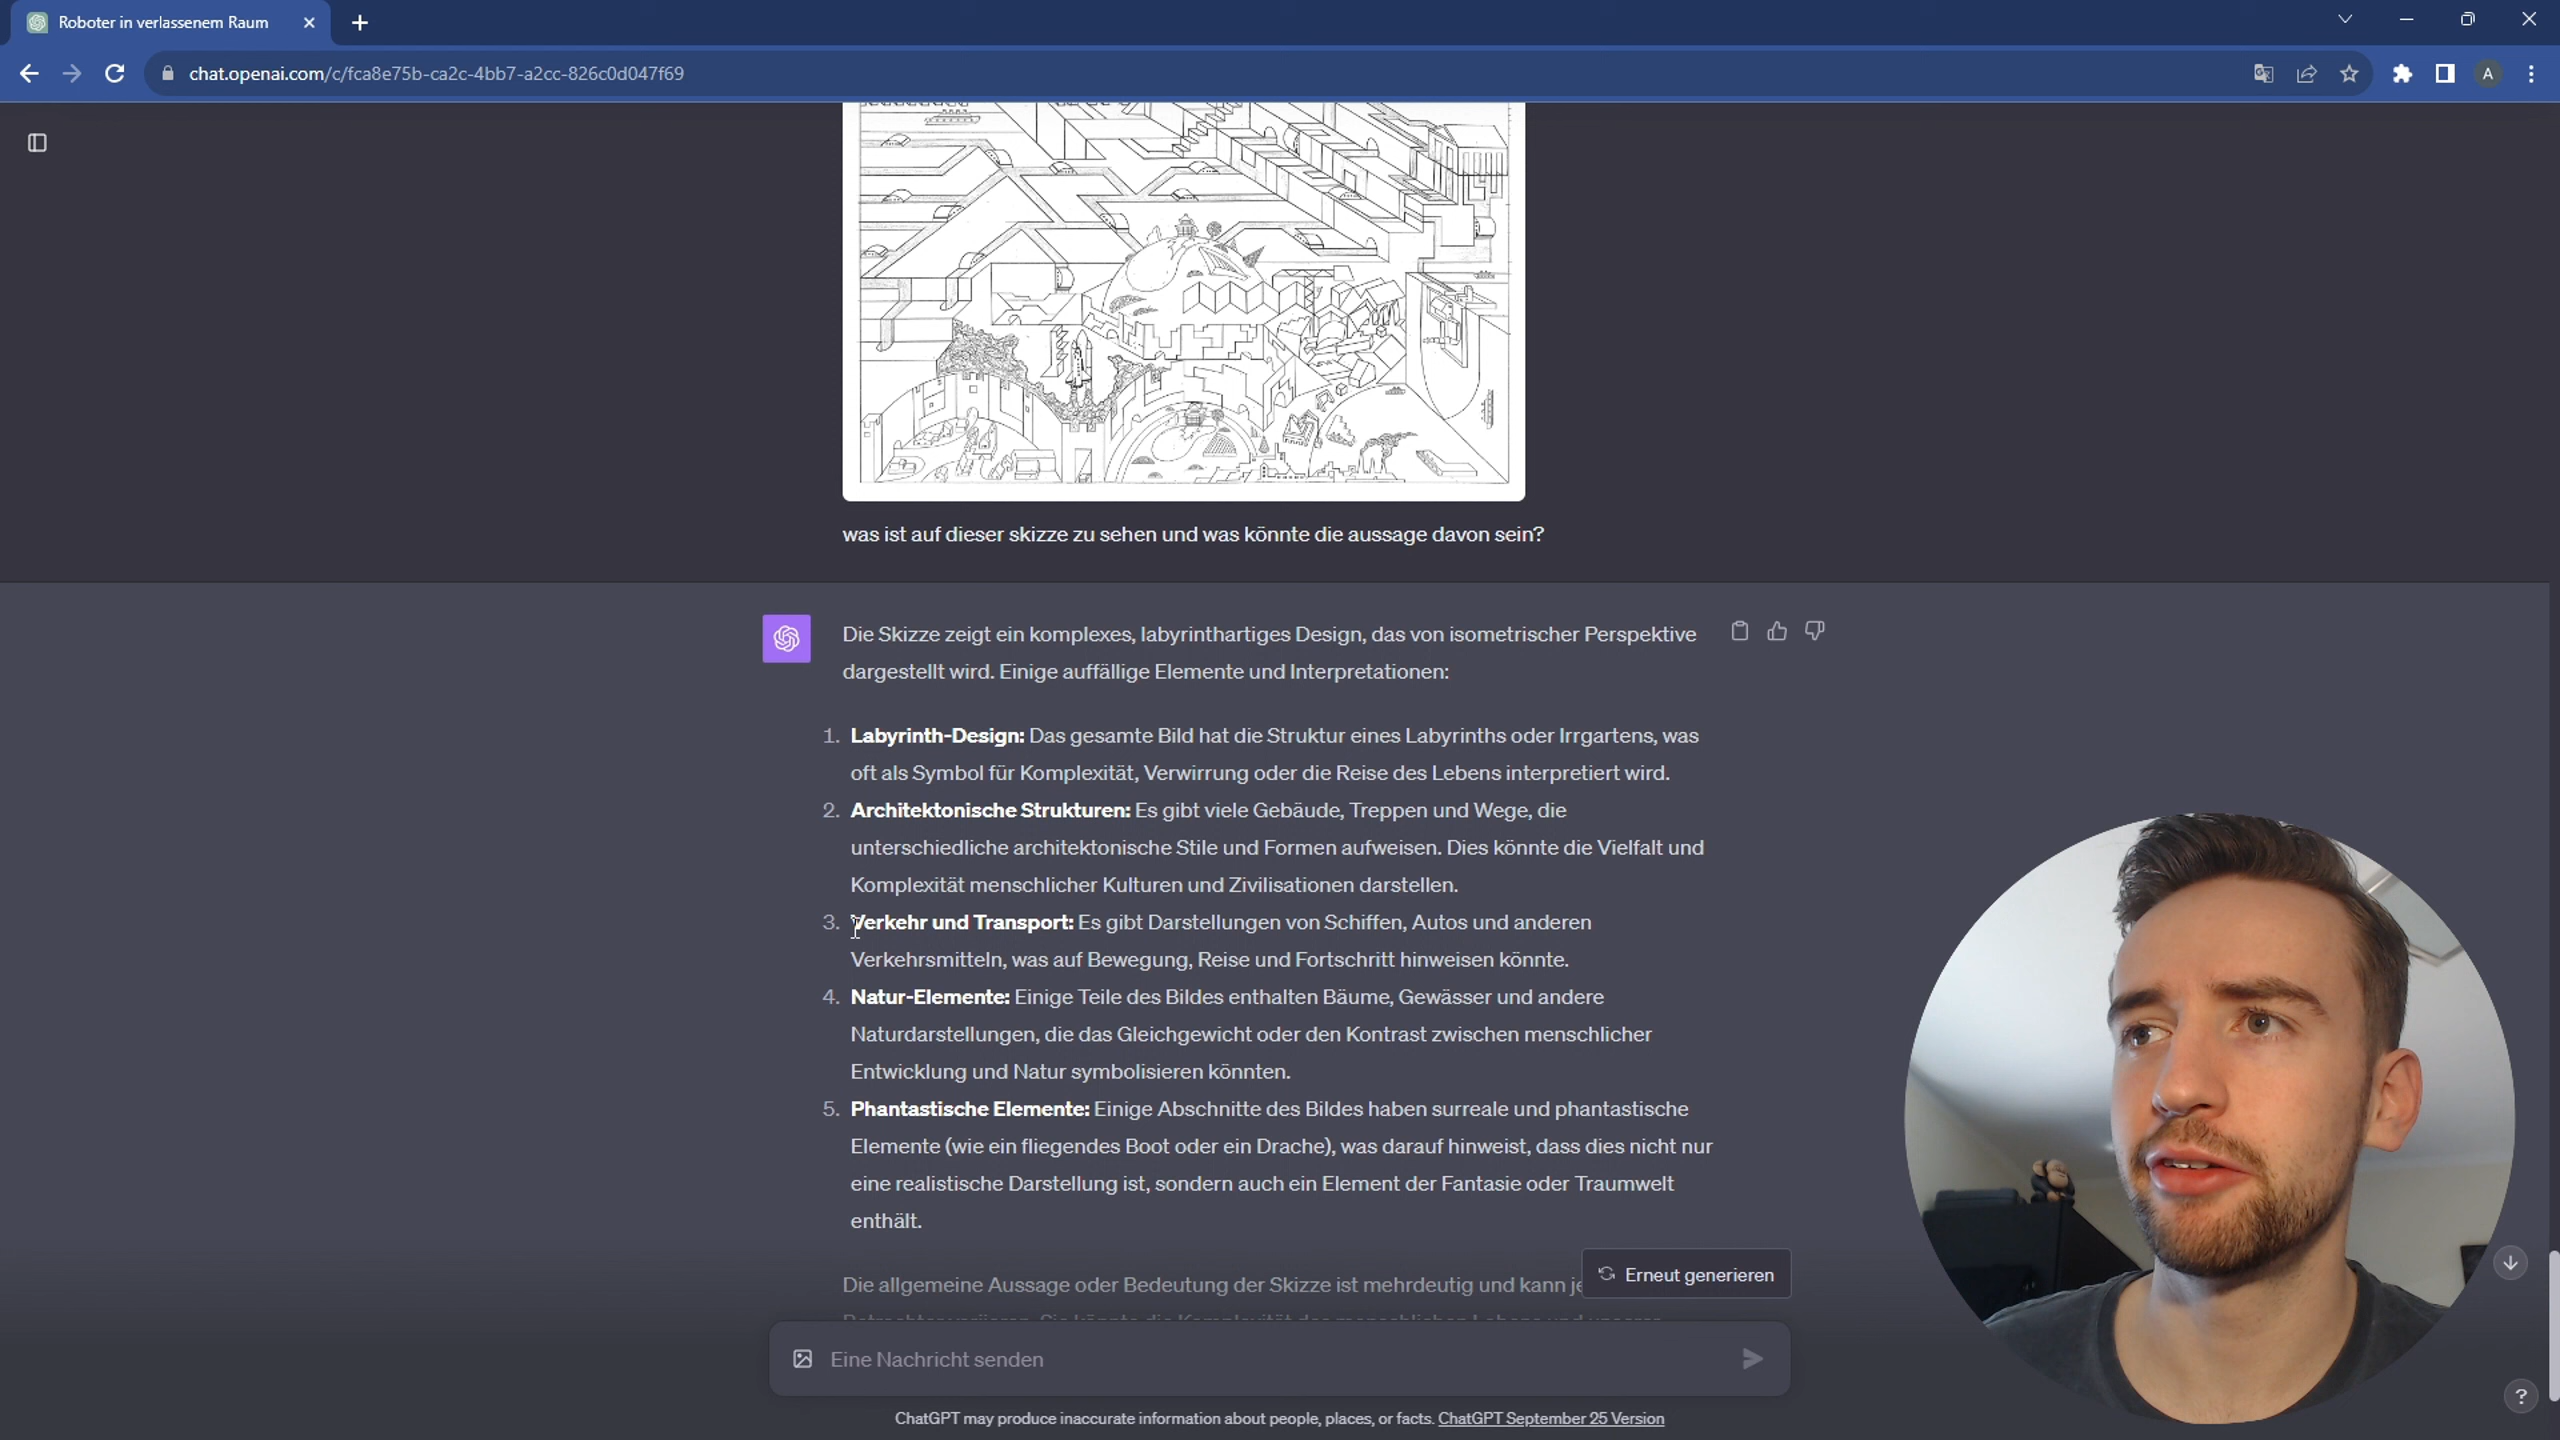 Roboter in verlassenem Raum
chat.openai.com/c/fca8e75b-ca2c-4bb7-a2cc-826c0d047f69
A
was ist auf dieser skizze zu sehen und was könnte die aussage davon sein?
Die Skizze zeigt ein komplexes, labyrinthartiges Design, das von isometrischer Perspektive
dargestellt wird. Einige auffällige Elemente und Interpretationen:
1. Labyrinth-Design: Das gesamte Bild hat die Struktur eines Labyrinths oder Irrgartens, was
oft als Symbol für Komplexität, Verwirrung oder die Reise des Lebens interpretiert wird.
2. Architektonische Strukturen: Es gibt viele Gebäude, Treppen und Wege, die
unterschiedliche architektonische Stile und Formen aufweisen. Dies könnte die Vielfalt und
Komplexität menschlicher Kulturen und Zivilisationen darstellen.
3. Verkehr und Transport: Es gibt Darstellungen von Schiffen, Autos und anderen
Verkehrsmitteln, was auf Bewegung, Reise und Fortschritt hinweisen könnte.
4. Natur-Elemente: Einige Teile des Bildes enthalten Bäume, Gewässer und andere
Naturdarstellungen, die das Gleichgewicht oder den Kontrast zwischen menschlicher
Entwicklung und Natur symbolisieren könnten.
5. Phantastische Elemente: Einige Abschnitte des Bildes haben surreale und phantastische
Elemente (wie ein fliegendes Boot oder ein Drache), was darauf hinweist, dass dies nicht nur
eine realistische Darstellung ist, sondern auch ein Element der Fantasie oder Traumwelt
enthält.
Die allgemeine Aussage oder Bedeutung der Skizze ist mehrdeutig und kann
Erneut generieren
Eine Nachricht senden
ChatGPT may produce inaccurate information about people, places, or facts. ChatGPT September 25 Version
?